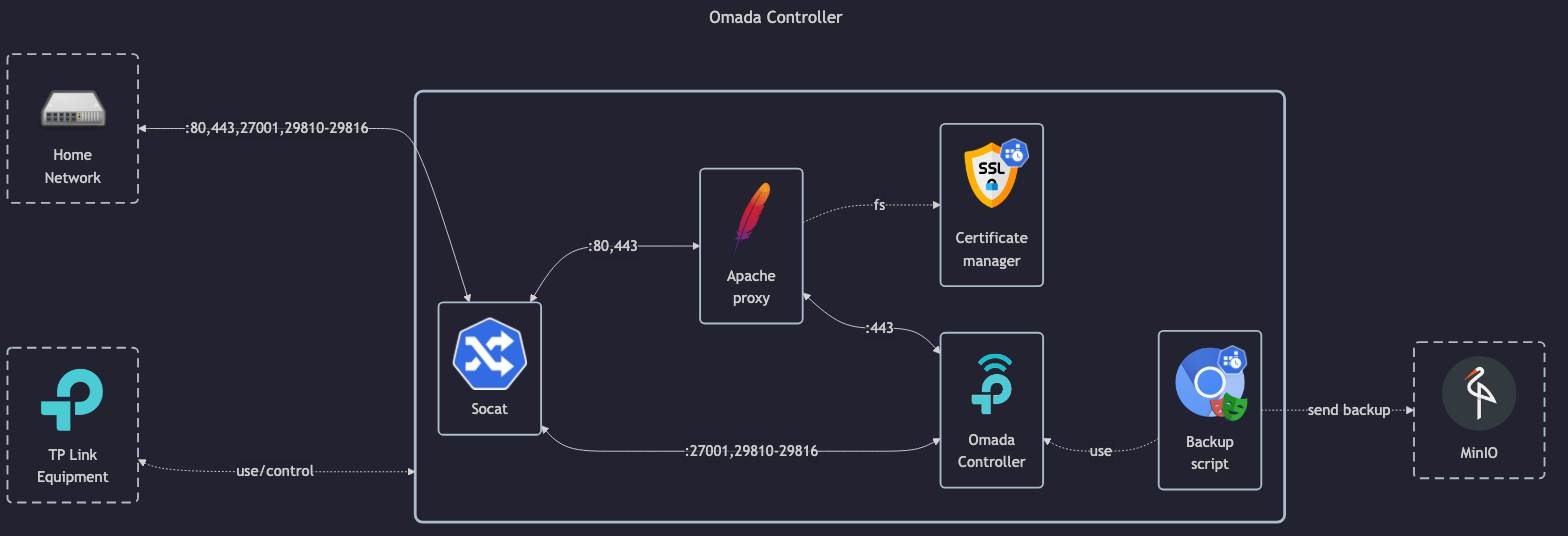 Omada Controller
Home
Network
:80,443,27001,29810-29816
SSL
Certificate
manager
fs
:80,443
Apache
proxy
:443
Socat
TP Link
Equipment
use/control
:27001,29810-29816
Omada
Controller
use
Backup
script
send backup
MinIO